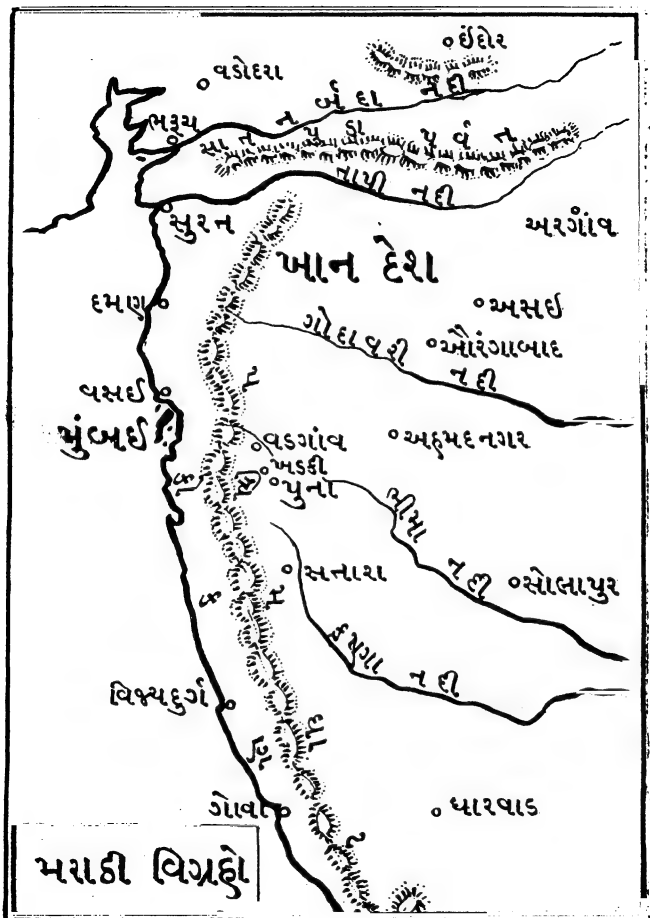 ઇંદોર
વડોદરા
નર્બદા નદી
ભરૂચ
સાતપુડા પર્વત
તાપી નદી
સુરત
અરગાંવ
ખાન દેશ
દમણ
અસઈ
ગોદાવરી નદી
ઔરંગાબાદ
વસઈ
મુંબઈ
વડગાંવ
અહમદનગર
ખડકી
પુના
ભીમા નદી
સતારા
સોલાપુર
કૃષ્ણા નદી
વિજયદુર્ગ
ગોવા
ધારવાડ
મરાઠી વિગ્રહો